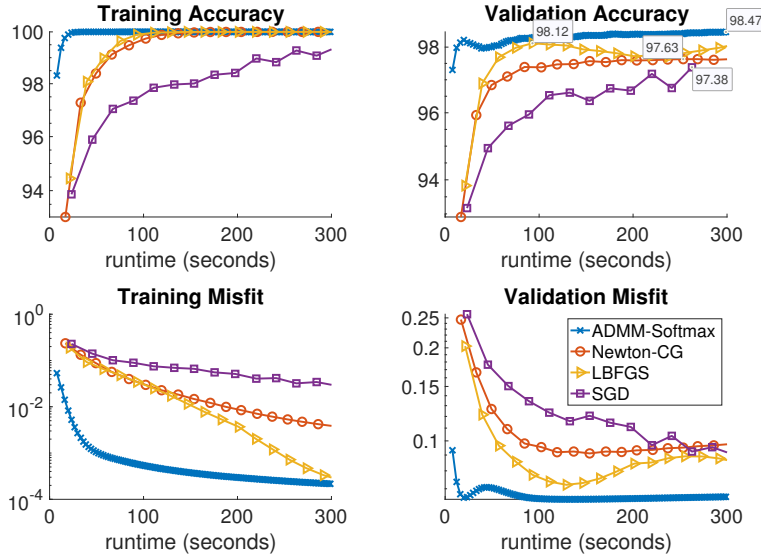 Training Accuracy
100
98
96
94
0
100
200
300
runtime (seconds)
Validation Accuracy
98.12
98.47
97.63
97.38
98
96
94
0
100
200
300
runtime (seconds)
Training Misfit
10^0
10^-2
10^-4
0
100
200
300
runtime (seconds)
Validation Misfit
0.25
0.2
0.15
0.1
ADMM-Softmax
Newton-CG
LBFGS
SGD
0
100
200
300
runtime (seconds)